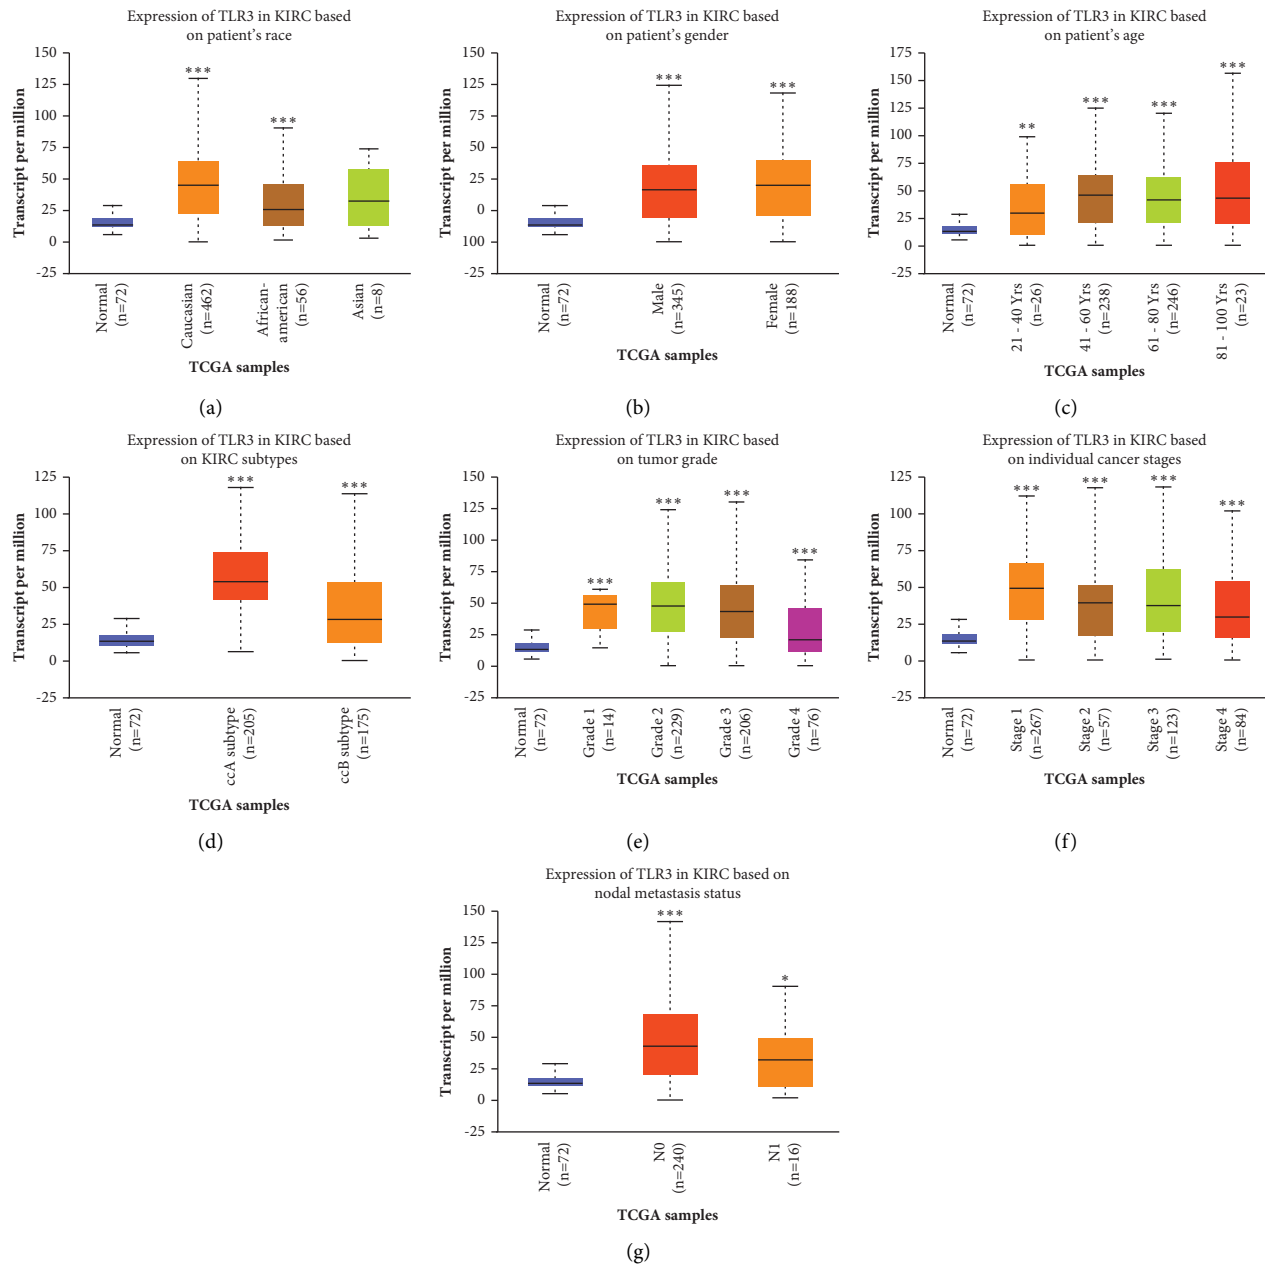 Expression of TLR3 in KIRC based
on patient's race
Transcript per million
150
125
100
75
50
25
0
-25
***
***
Normal
(n=72)
Caucasian
(n=462)
African-
american
(n=56)
Asian
(n=8)
TCGA samples
(a)
Expression of TLR3 in KIRC based
on patient's gender
Transcript per million
150
125
100
75
50
25
0
100
25
***
***
Normal
(n=72)
Male
(n=345)
Female
(n=188)
TCGA samples
(b)
Expression of TLR3 in KIRC based
on patient's age
Transcript per million
175
150
125
100
75
50
25
0
-25
**
***
***
***
Normal
(n=72)
21 - 40 Yrs
(n=26)
41 - 60 Yrs
(n=238)
61 - 80 Yrs
(n=246)
81 - 100 Yrs
(n=23)
TCGA samples
(c)
Expression of TLR3 in KIRC based
on KIRC subtypes
Transcript per million
125
100
75
50
25
0
-25
***
***
Normal
(n=72)
ccA subtype
(n=205)
ccB subtype
(n=175)
TCGA samples
(d)
Expression of TLR3 in KIRC based
on tumor grade
Transcript per million
150
125
100
75
50
25
0
-25
***
***
***
***
Normal
(n=72)
Grade 1
(n=14)
Grade 2
(n=229)
Grade 3
(n=206)
Grade 4
(n=76)
TCGA samples
(e)
Expression of TLR3 in KIRC based
on individual cancer stages
Transcript per million
125
100
75
50
25
0
-25
***
***
***
***
Normal
(n=72)
Stage 1
(n=267)
Stage 2
(n=57)
Stage 3
(n=123)
Stage 4
(n=84)
TCGA samples
(f)
Expression of TLR3 in KIRC based on
nodal metastasis status
Transcript per million
150
125
100
75
50
25
0
-25
***
*
Normal
(n=72)
N0
(n=240)
N1
(n=16)
TCGA samples
(g)